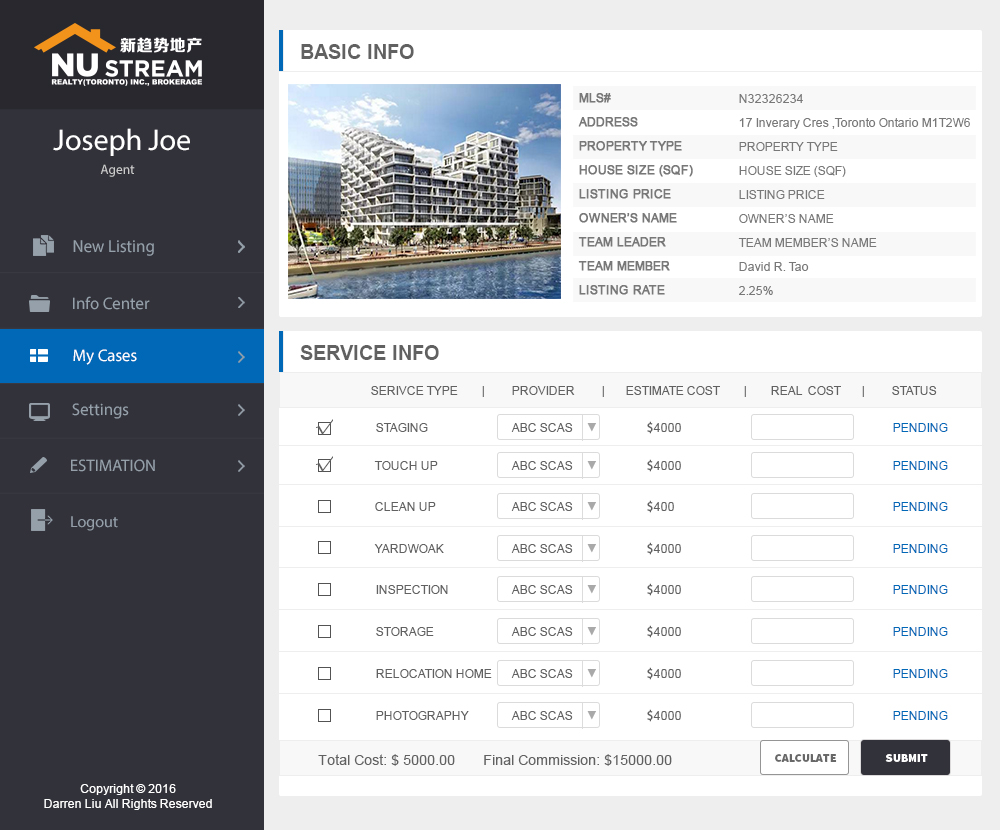 新趋势地产
NU STREAM
REALTY(TORONTO) INC., BROKERAGE
Joseph Joe
Agent
New Listing
Info Center
My Cases
Settings
ESTIMATION
Logout
Copyright © 2016
Darren Liu All Rights Reserved
BASIC INFO
MLS# N32326234
ADDRESS 17 Inverary Cres ,Toronto Ontario M1T2W6
PROPERTY TYPE PROPERTY TYPE
HOUSE SIZE (SQF) HOUSE SIZE (SQF)
LISTING PRICE LISTING PRICE
OWNER'S NAME OWNER'S NAME
TEAM LEADER TEAM MEMBER'S NAME
TEAM MEMBER David R. Tao
LISTING RATE 2.25%
SERVICE INFO
SERIVCE TYPE | PROVIDER | ESTIMATE COST | REAL COST | STATUS
STAGING ABC SCAS $4000 PENDING
TOUCH UP ABC SCAS $4000 PENDING
CLEAN UP ABC SCAS $400 PENDING
YARDWOAK ABC SCAS $4000 PENDING
INSPECTION ABC SCAS $4000 PENDING
STORAGE ABC SCAS $4000 PENDING
RELOCATION HOME ABC SCAS $4000 PENDING
PHOTOGRAPHY ABC SCAS $4000 PENDING
Total Cost: $ 5000.00 Final Commission: $15000.00 CALCULATE SUBMIT